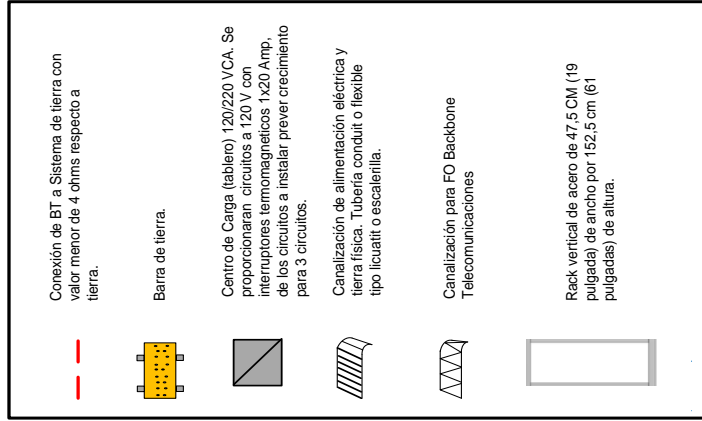 Conexión de BT a Sistema de tierra con
valor menor de 4 ohms respecto a
tierra.
Barra de tierra.
Centro de Carga (tablero) 120/220 VCA. Se
proporcionaran circuitos a 120 V con
interruptores termomagneticos 1x20 Amp,
de los circuitos a instalar prever crecimiento
para 3 circuitos.
Canalización de alimentación eléctrica y
tierra física. Tubería conduit o flexible
tipo licuatit o escalerilla.
Canalización para FO Backbone
Telecomunicaciones
Rack vertical de acero de 47,5 CM (19
pulgada) de ancho por 152,5 cm (61
pulgadas) de altura.